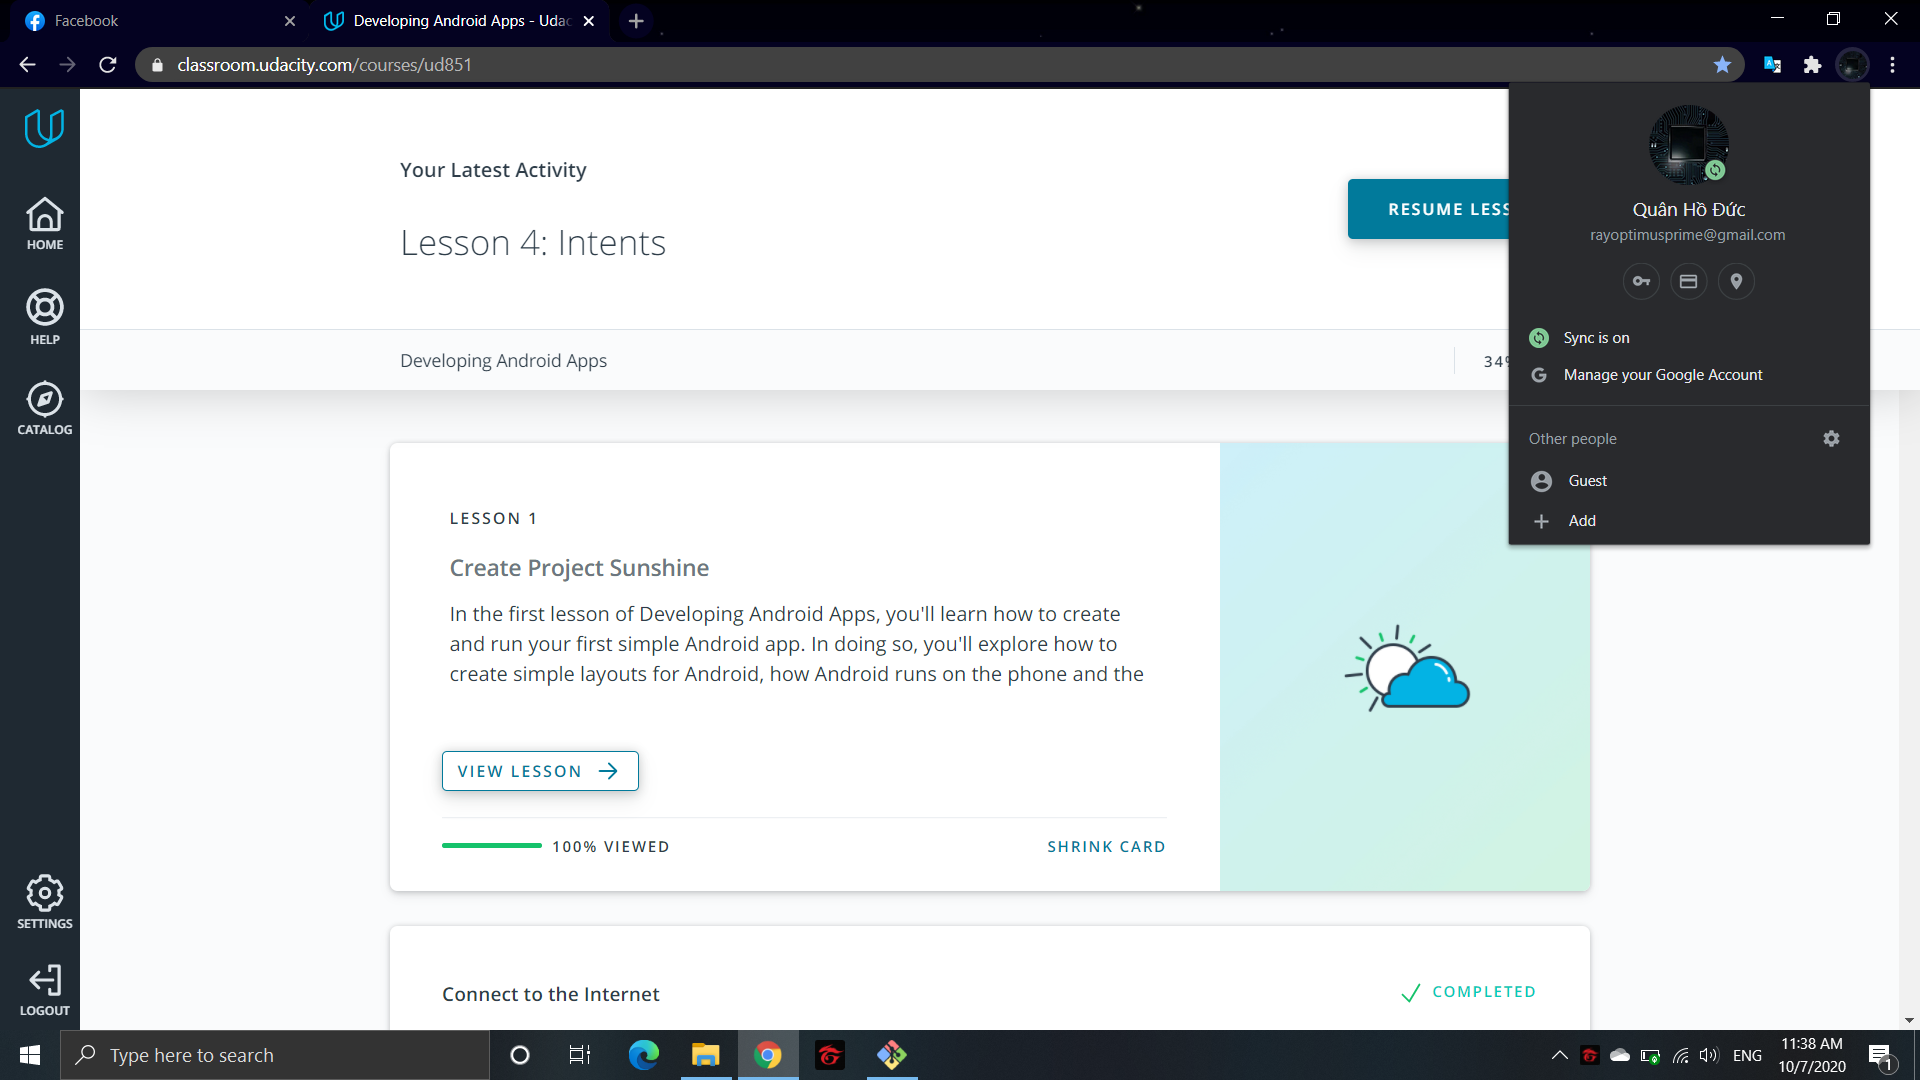 Facebook
Developing Android Apps - Udac
classroom.udacity.com/courses/ud851
HOME
HELP
CATALOG
SETTINGS
LOGOUT
Your Latest Activity
Lesson 4: Intents
RESUME LESS
Developing Android Apps
34%
LESSON 1
Create Project Sunshine
In the first lesson of Developing Android Apps, you'll learn how to create
and run your first simple Android app. In doing so, you'll explore how to
create simple layouts for Android, how Android runs on the phone and the
VIEW LESSON
100% VIEWED
SHRINK CARD
Connect to the Internet
COMPLETED
Quân Hồ Đức
rayoptimusprime@gmail.com
Sync is on
Manage your Google Account
Other people
Guest
Add
Type here to search
ENG
11:38 AM
10/7/2020
1